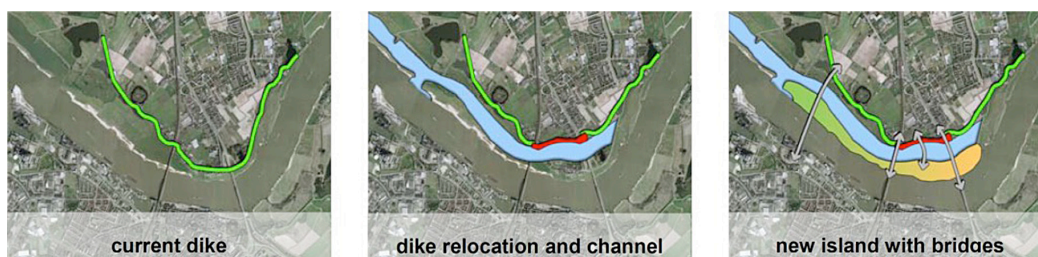 current dike
dike relocation and channel
new island with bridges